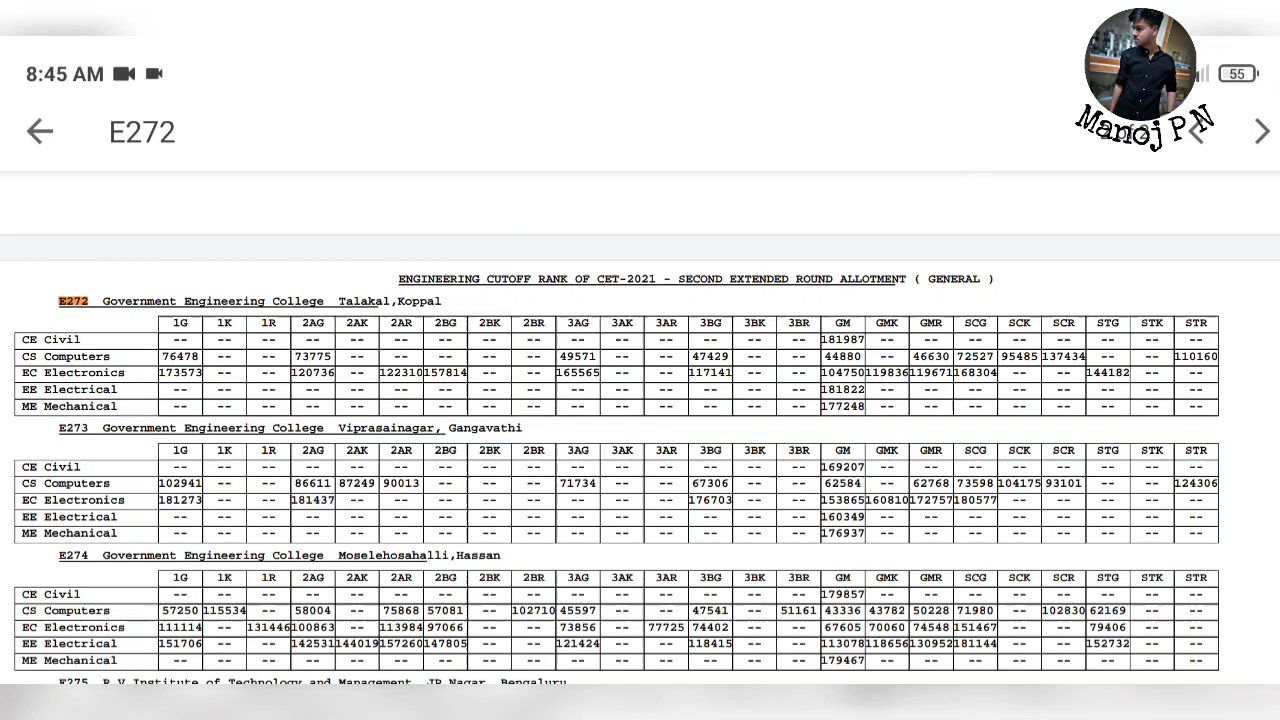 8:45 AM 55
E272
Manoj P N
ENGINEERING CUTOFF RANK OF CET-2021 - SECOND EXTENDED ROUND ALLOTMENT ( GENERAL )
E272 Government Engineering College Talakal,Koppal
1G 1K 1R 2AG 2AK 2AR 2BG 2BK 2BR 3AG 3AK 3AR 3BG 3BK 3BR GM GMK GMR SCG SCK SCR STG STK STR
CE Civil -- -- -- -- -- -- -- -- -- -- -- -- -- -- -- 181987 -- -- -- -- -- -- -- --
CS Computers 76478 -- -- 73775 -- -- -- -- -- 49571 -- -- 47429 -- -- 44880 -- 46630 72527 95485 137434 -- -- 110160
EC Electronics 173573 -- -- 120736 -- 122310 157814 -- -- 165565 -- -- 117141 -- -- 104750 119836 119671 168304 -- -- 144182 -- --
EE Electrical -- -- -- -- -- -- -- -- -- -- -- -- -- -- -- 181822 -- -- -- -- -- -- -- --
ME Mechanical -- -- -- -- -- -- -- -- -- -- -- -- -- -- -- 177248 -- -- -- -- -- -- -- --
E273 Government Engineering College Viprasainagar, Gangavathi
1G 1K 1R 2AG 2AK 2AR 2BG 2BK 2BR 3AG 3AK 3AR 3BG 3BK 3BR GM GMK GMR SCG SCK SCR STG STK STR
CE Civil -- -- -- -- -- -- -- -- -- -- -- -- -- -- -- 169207 -- -- -- -- -- -- -- --
CS Computers 102941 -- -- 86611 87249 90013 -- -- -- 71734 -- -- 67306 -- -- 62584 -- 62768 73598 104175 93101 -- -- 124306
EC Electronics 181273 -- -- 181437 -- -- -- -- -- -- -- -- 176703 -- -- 153865 160810 172757 180577 -- -- -- -- --
EE Electrical -- -- -- -- -- -- -- -- -- -- -- -- -- -- -- 160349 -- -- -- -- -- -- -- --
ME Mechanical -- -- -- -- -- -- -- -- -- -- -- -- -- -- -- 176937 -- -- -- -- -- -- -- --
E274 Government Engineering College Moselehosahalli,Hassan
1G 1K 1R 2AG 2AK 2AR 2BG 2BK 2BR 3AG 3AK 3AR 3BG 3BK 3BR GM GMK GMR SCG SCK SCR STG STK STR
CE Civil -- -- -- -- -- -- -- -- -- -- -- -- -- -- -- 179857 -- -- -- -- -- -- -- --
CS Computers 57250 115534 -- 58004 -- 75868 57081 -- 102710 45597 -- -- 47541 -- 51161 43336 43782 50228 71980 -- 102830 62169 -- --
EC Electronics 111114 -- 131446 100863 -- 113984 97066 -- -- 73856 -- 77725 74402 -- -- 67605 70060 74548 151467 -- -- 79406 -- --
EE Electrical 151706 -- -- 142531 144019 157260 147805 -- -- 121424 -- -- 118415 -- -- 113078 118656 130952 181144 -- -- 152732 -- --
ME Mechanical -- -- -- -- -- -- -- -- -- -- -- -- -- -- -- 179467 -- -- -- -- -- -- -- --
E275 R V Institute of Technology and Management, JP Nagar, Bengaluru